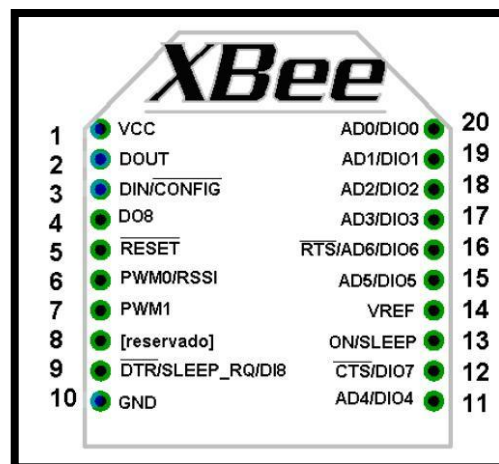 XBee
1 VCC AD0/DIO0 20
2 DOUT AD1/DIO1 19
3 DIN/CONFIG AD2/DIO2 18
4 DO8 AD3/DIO3 17
5 RESET RTS/AD6/DIO6 16
6 PWM0/RSSI AD5/DIO5 15
7 PWM1 VREF 14
8 [reservado] ON/SLEEP 13
9 DTR/SLEEP_RQ/DI8 CTS/DIO7 12
10 GND AD4/DIO4 11